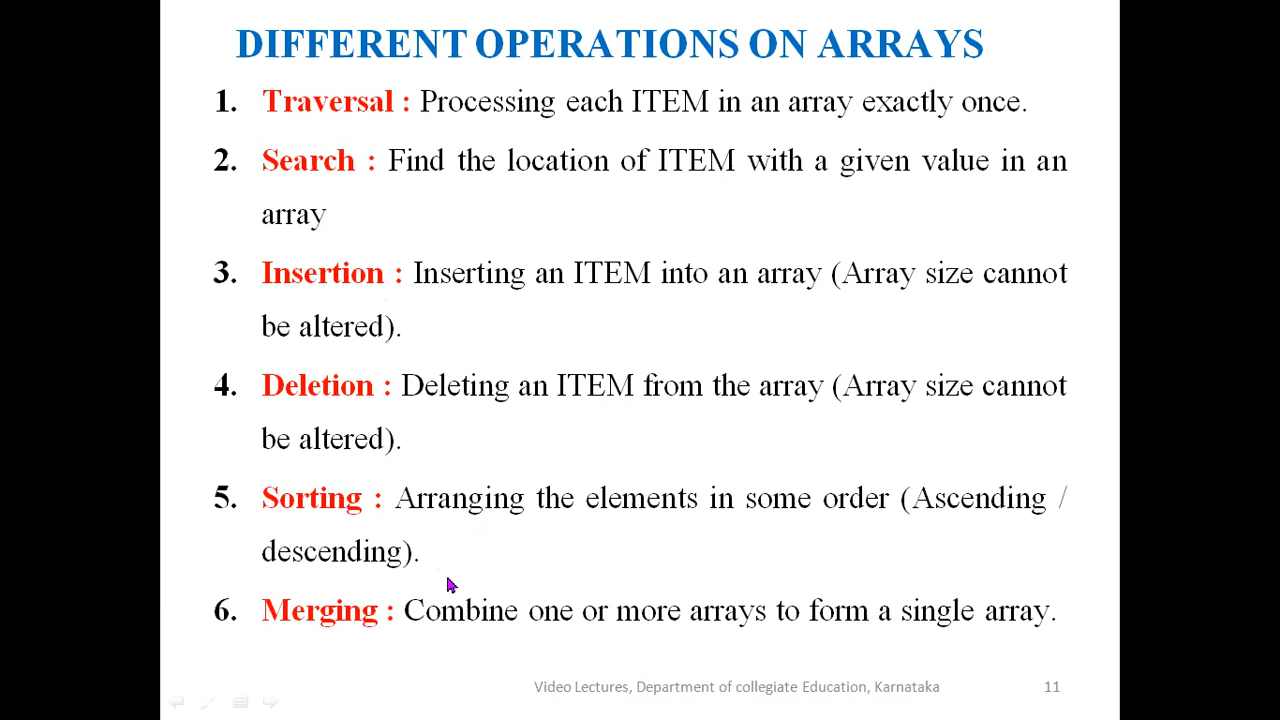 DIFFERENT OPERATIONS ON ARRAYS
1. Traversal : Processing each ITEM in an array exactly once.
2. Search : Find the location of ITEM with a given value in an
array
3. Insertion : Inserting an ITEM into an array (Array size cannot
be altered).
4. Deletion : Deleting an ITEM from the array (Array size cannot
be altered).
5. Sorting : Arranging the elements in some order (Ascending /
descending).
6. Merging : Combine one or more arrays to form a single array.
Video Lectures, Department of collegiate Education, Karnataka 11